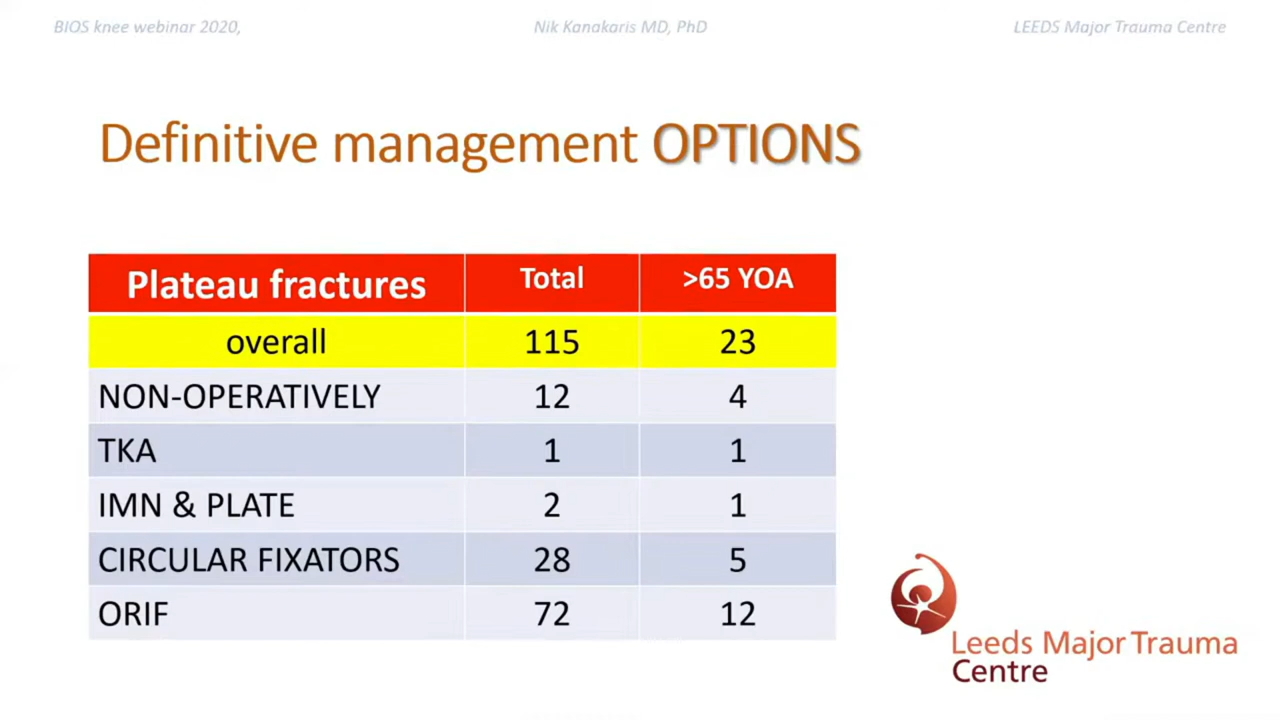 BIOS knee webinar 2020, Nik Kanakaris MD, PhD LEEDS Major Trauma Centre
Definitive management OPTIONS
Plateau fractures Total >65 YOA
overall 115 23
NON-OPERATIVELY 12 4
TKA 1 1
IMN & PLATE 2 1
CIRCULAR FIXATORS 28 5
ORIF 72 12
Leeds Major Trauma
Centre